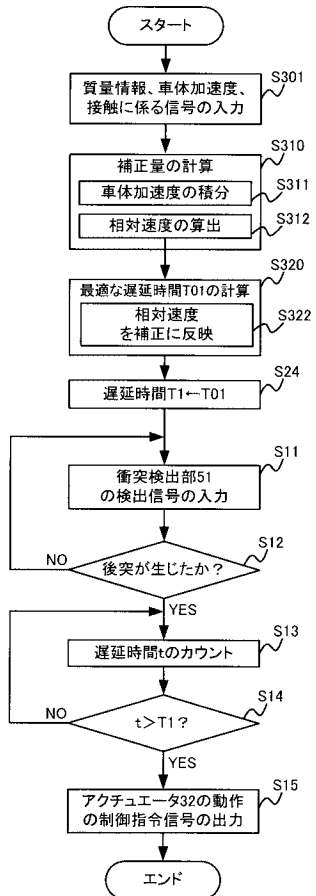 スタート
S301
質量情報、車体加速度、
接触に係る信号の入力
S310
補正量の計算
S311
車体加速度の積分
S312
相対速度の算出
S320
最適な遅延時間T01の計算
S322
相対速度
を補正に反映
S24
遅延時間T1←T01
S11
衝突検出部51
の検出信号の入力
S12
NO
後突が生じたか？
YES
S13
遅延時間tのカウント
S14
NO
t>T1？
YES
S15
アクチュエータ32の動作
の制御指令信号の出力
エンド